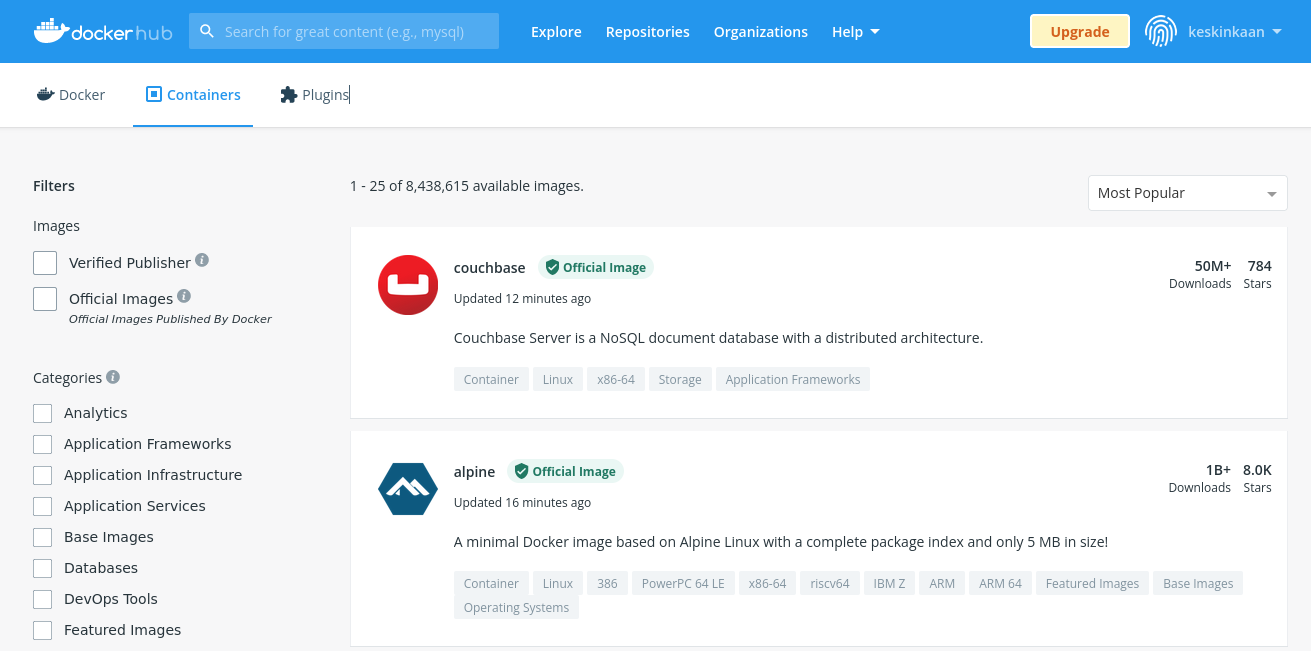 dockerhub
Search for great content (e.g., mysql)
Explore
Repositories
Organizations
Help
Upgrade
keskinkaan
Docker
Containers
Plugins
Filters
Images
Verified Publisher
Official Images
Official Images Published By Docker
Categories
Analytics
Application Frameworks
Application Infrastructure
Application Services
Base Images
Databases
DevOps Tools
Featured Images
1 - 25 of 8,438,615 available images.
Most Popular
couchbase Official Image
Updated 12 minutes ago
50M+ 784
Downloads Stars
Couchbase Server is a NoSQL document database with a distributed architecture.
Container Linux x86-64 Storage Application Frameworks
alpine Official Image
Updated 16 minutes ago
1B+ 8.0K
Downloads Stars
A minimal Docker image based on Alpine Linux with a complete package index and only 5 MB in size!
Container Linux 386 PowerPC 64 LE x86-64 riscv64 IBM Z ARM ARM 64 Featured Images Base Images
Operating Systems